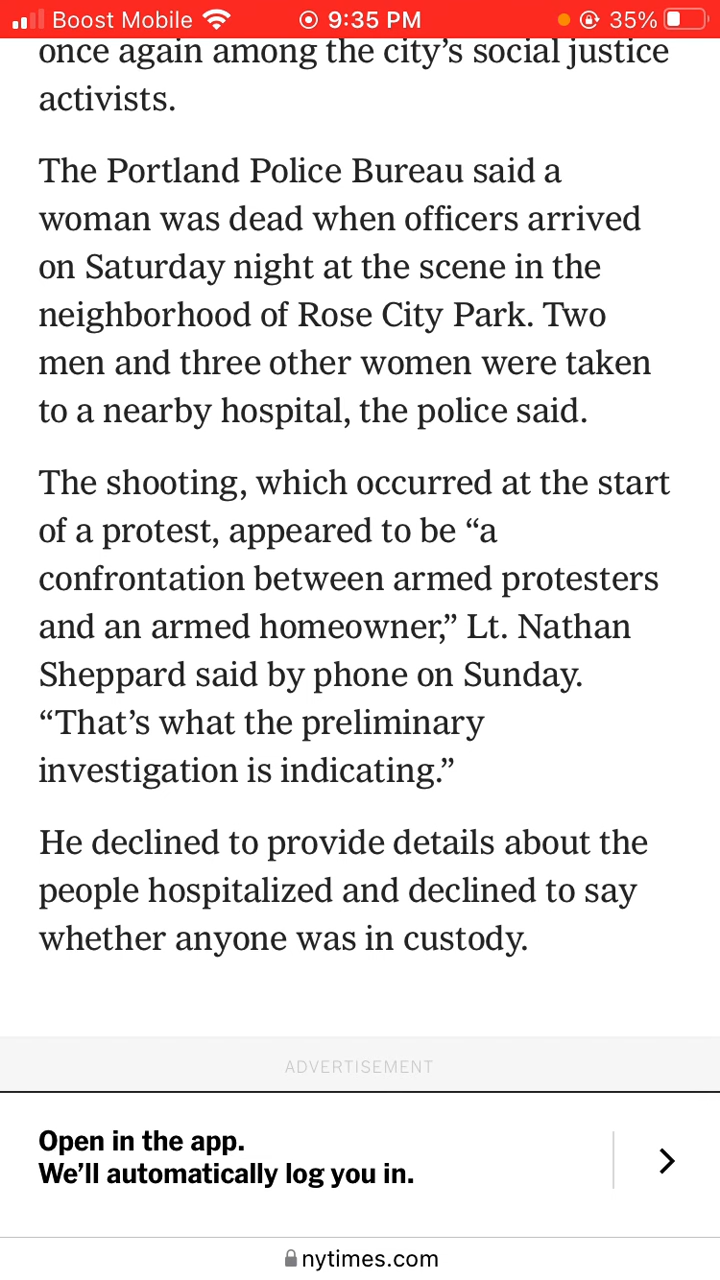 Boost Mobile 9:35 PM 35%
once again among the city’s social justice
activists.
The Portland Police Bureau said a
woman was dead when officers arrived
on Saturday night at the scene in the
neighborhood of Rose City Park. Two
men and three other women were taken
to a nearby hospital, the police said.
The shooting, which occurred at the start
of a protest, appeared to be “a
confrontation between armed protesters
and an armed homeowner,” Lt. Nathan
Sheppard said by phone on Sunday.
“That’s what the preliminary
investigation is indicating.”
He declined to provide details about the
people hospitalized and declined to say
whether anyone was in custody.
ADVERTISEMENT
Open in the app.
We’ll automatically log you in.
nytimes.com